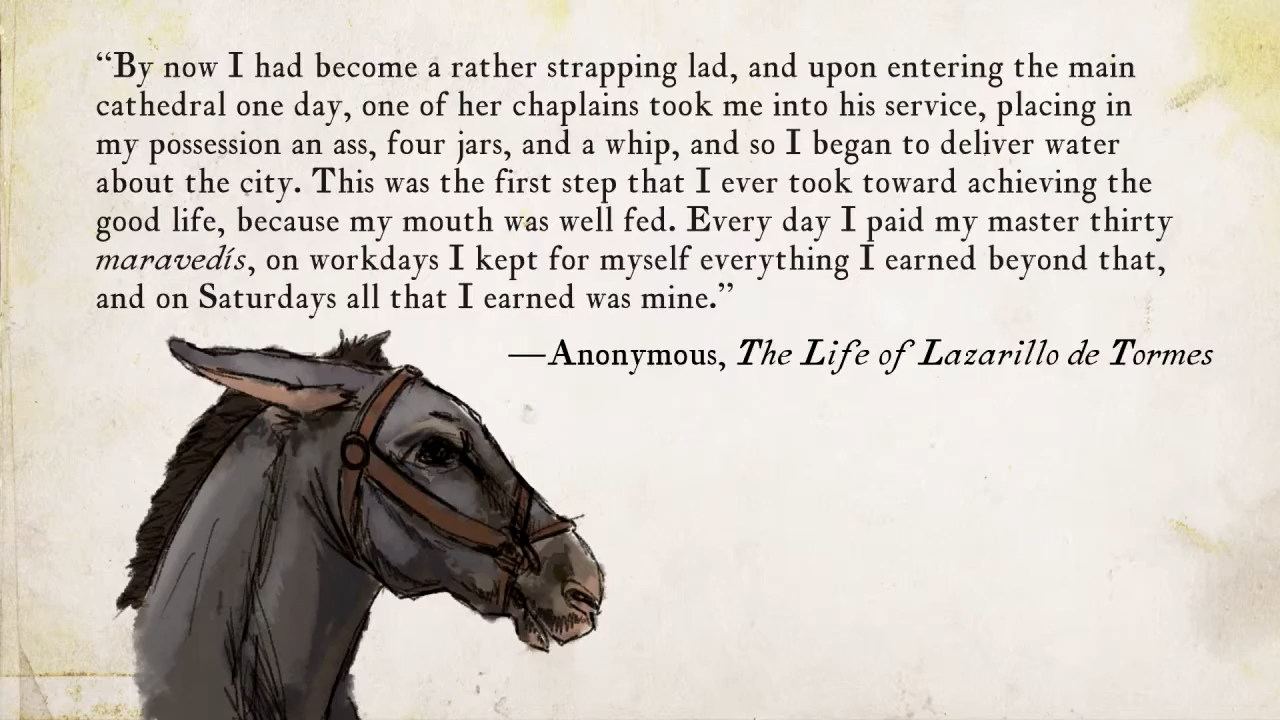 “By now I had become a rather strapping lad, and upon entering the main
cathedral one day, one of her chaplains took me into his service, placing in
my possession an ass, four jars, and a whip, and so I began to deliver water
about the city. This was the first step that I ever took toward achieving the
good life, because my mouth was well fed. Every day I paid my master thirty
maravedís, on workdays I kept for myself everything I earned beyond that,
and on Saturdays all that I earned was mine.”
—Anonymous, The Life of Lazarillo de Tormes